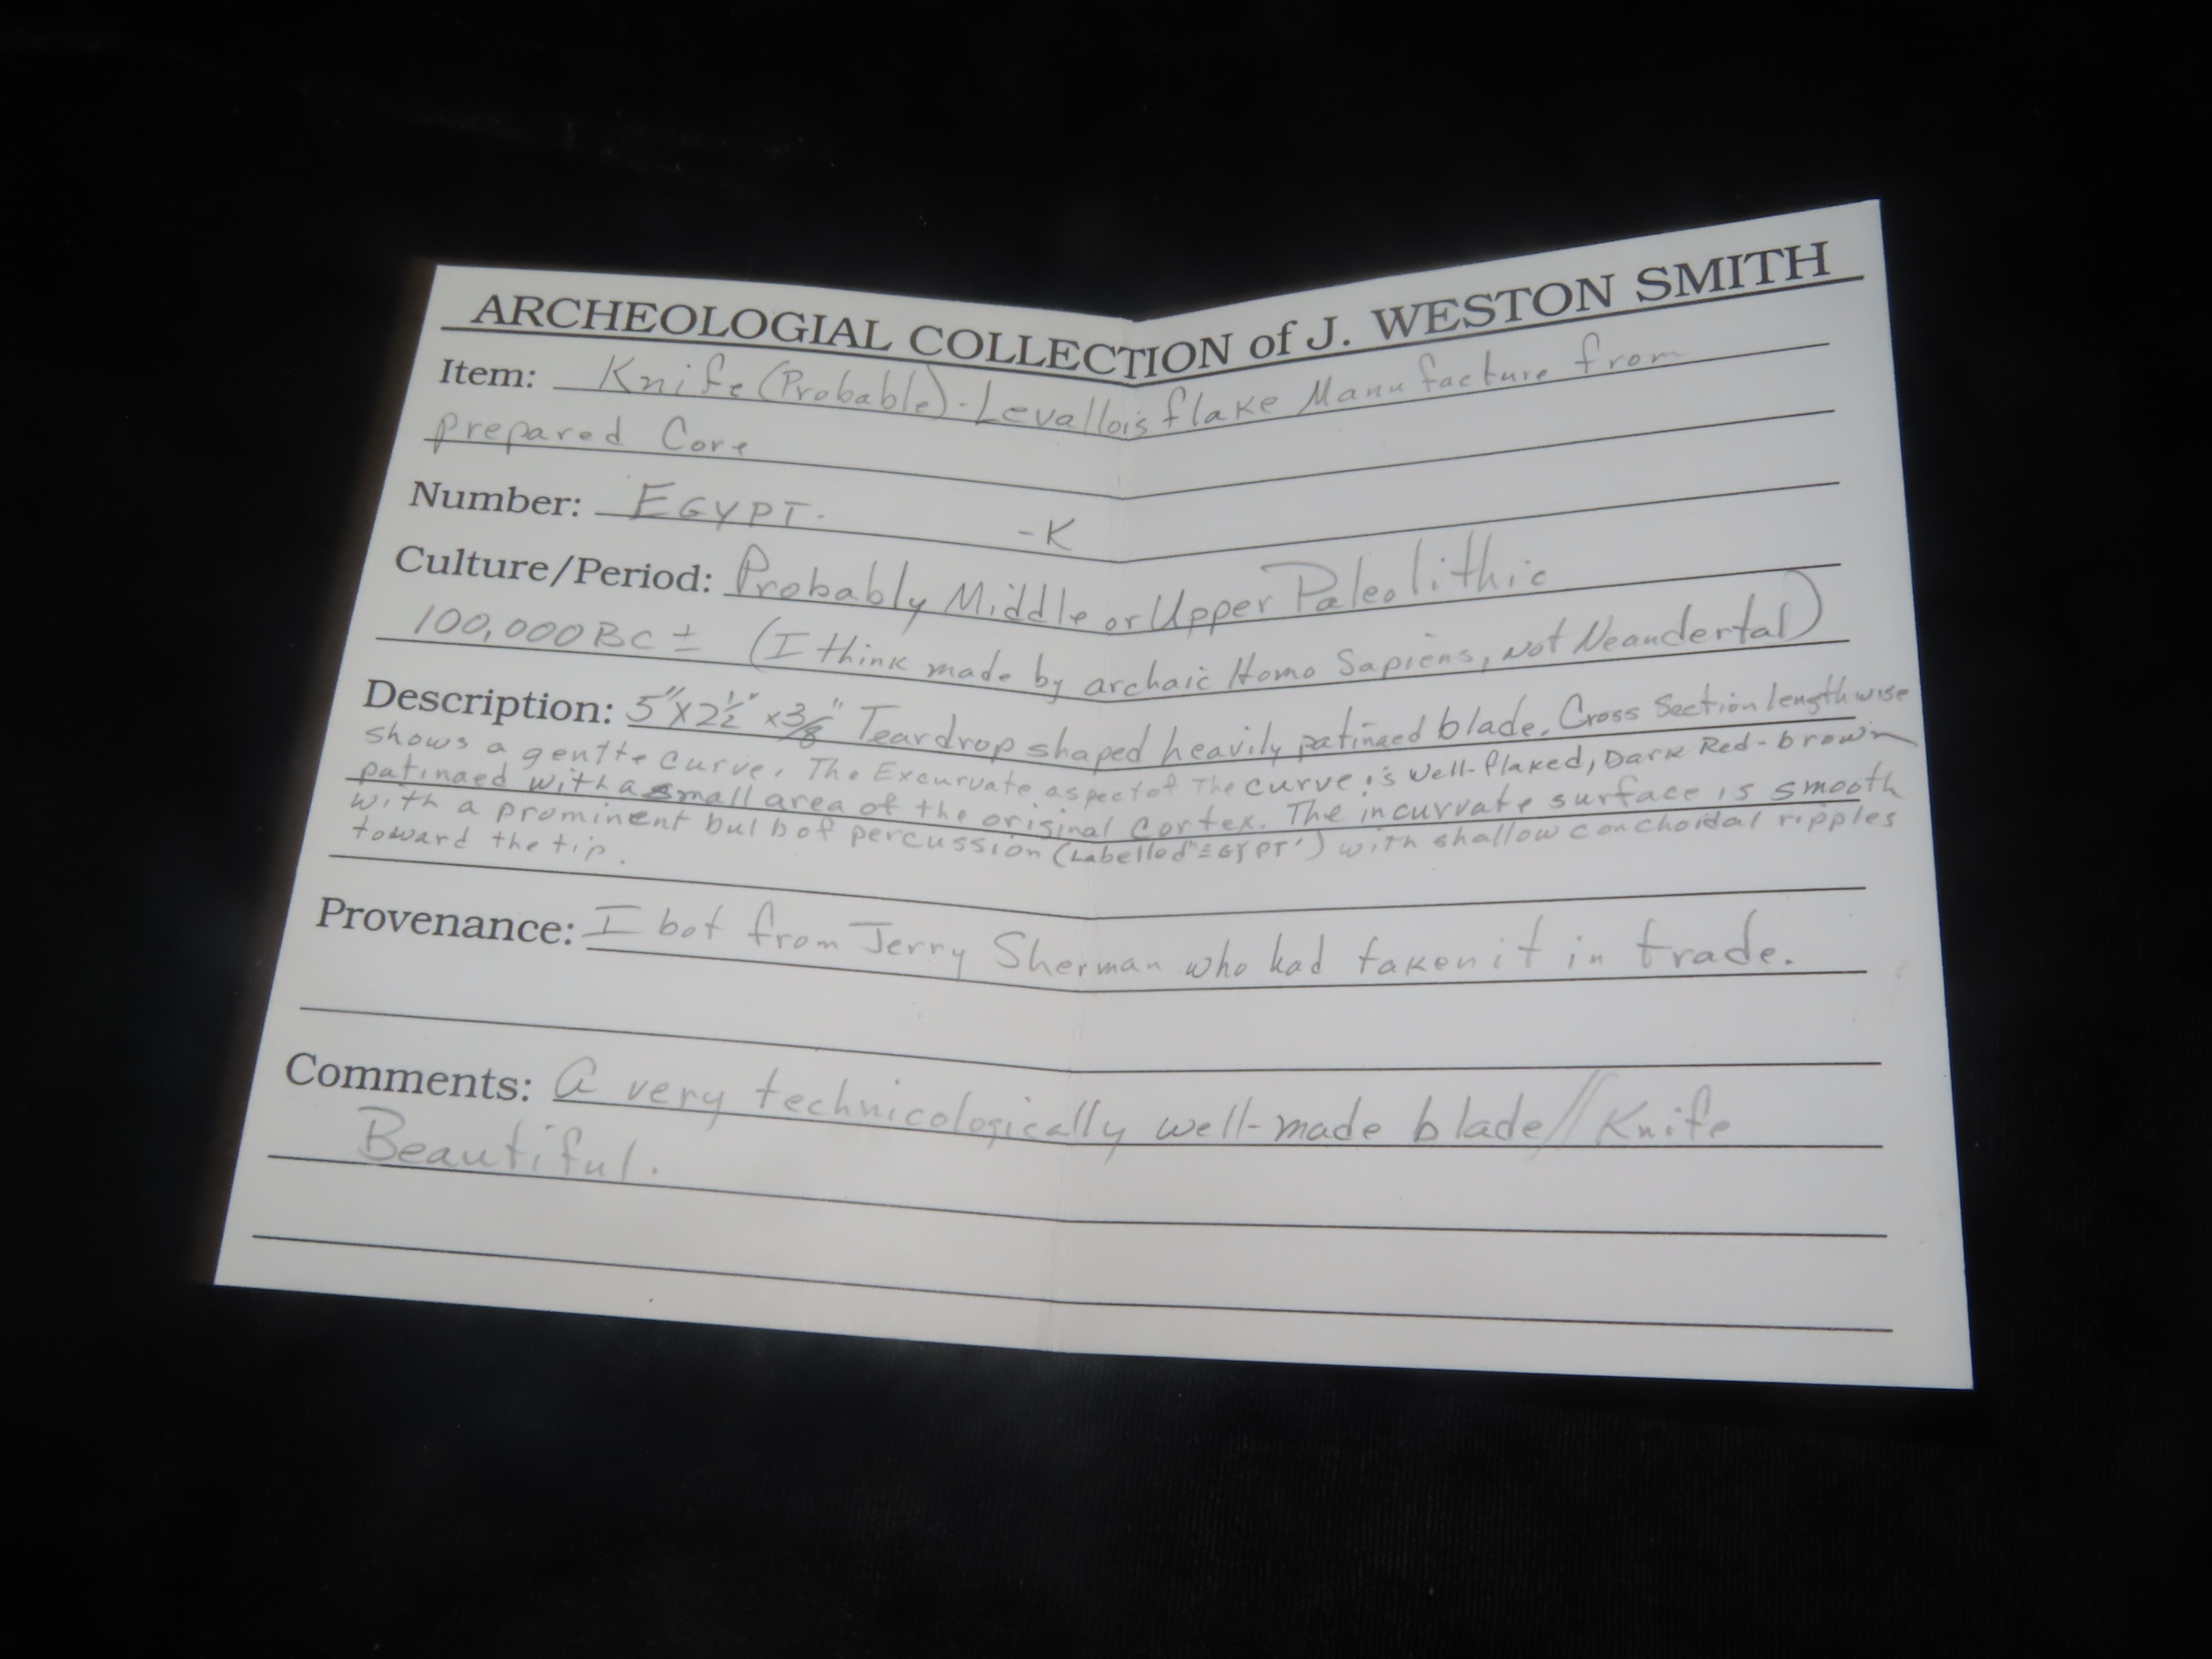 ARCHEOLOGIAL COLLECTION of J. WESTON SMITH
Item: Knife (Probable) - Levallois flake Manufacture from
prepared Core
Number: EGYPT. -K
Culture/Period: Probably Middle or Upper Paleolithic
100,000 BC ± (I think made by archaic Homo Sapiens, not Neandertal)
Description: 5" x 2½" x 3/8" Teardrop shaped heavily patinaed blade. Cross Section lengthwise
shows a gentle curve. The Excurvate aspect of The curve is well-flaked, Dark Red-brown
patinaed with a small area of the original Cortex. The incurvate surface is smooth
with a prominent bulb of percussion (Labelled "EGYPT") with shallow conchoidal ripples
toward the tip.
Provenance: I bot from Jerry Sherman who had taken it in trade.
Comments: A very technicologically well-made blade//Knife
Beautiful.